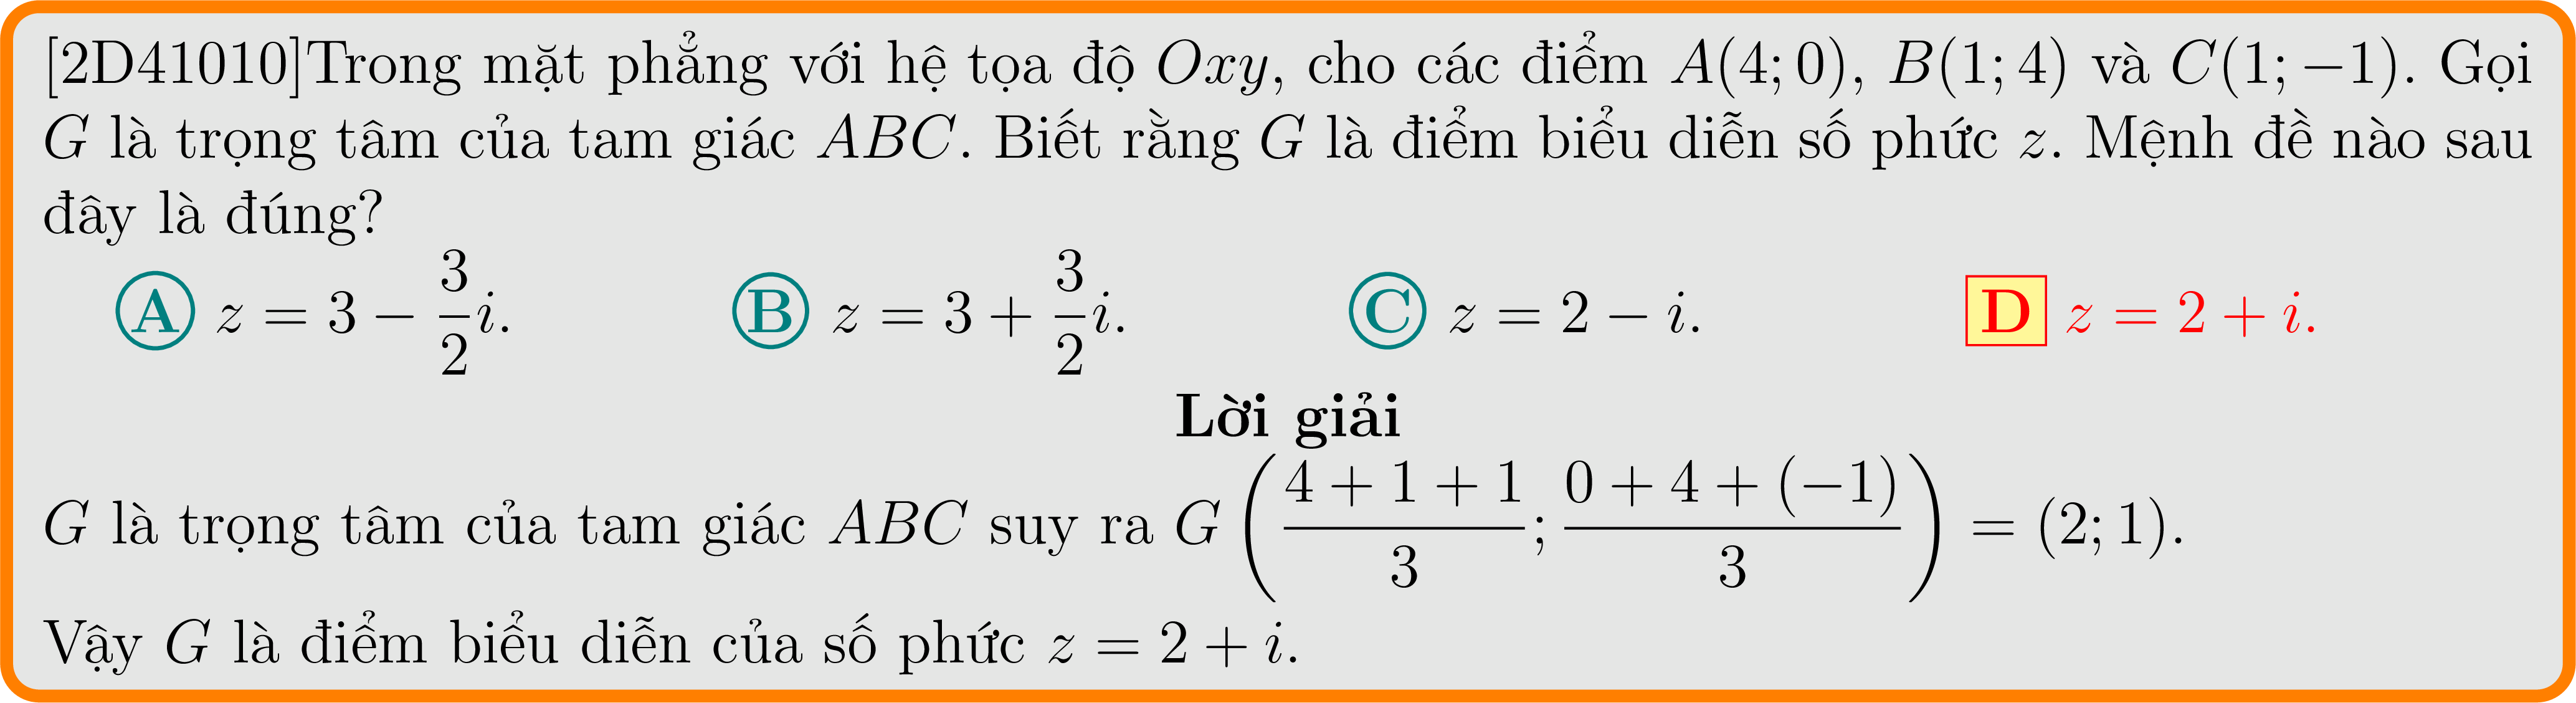 [2D41010]Trong mặt phẳng với hệ tọa độ Oxy, cho các điểm A(4; 0), B(1; 4) và C(1; −1). Gọi
G là trọng tâm của tam giác ABC. Biết rằng G là điểm biểu diễn số phức z. Mệnh đề nào sau
đây là đúng?
A z = 3 − \frac{3}{2}i. B z = 3 + \frac{3}{2}i. C z = 2 − i. D z = 2 + i.
Lời giải
G là trọng tâm của tam giác ABC suy ra G \left(\frac{4 + 1 + 1}{3}; \frac{0 + 4 + (−1)}{3}\right) = (2; 1).
Vậy G là điểm biểu diễn của số phức z = 2 + i.